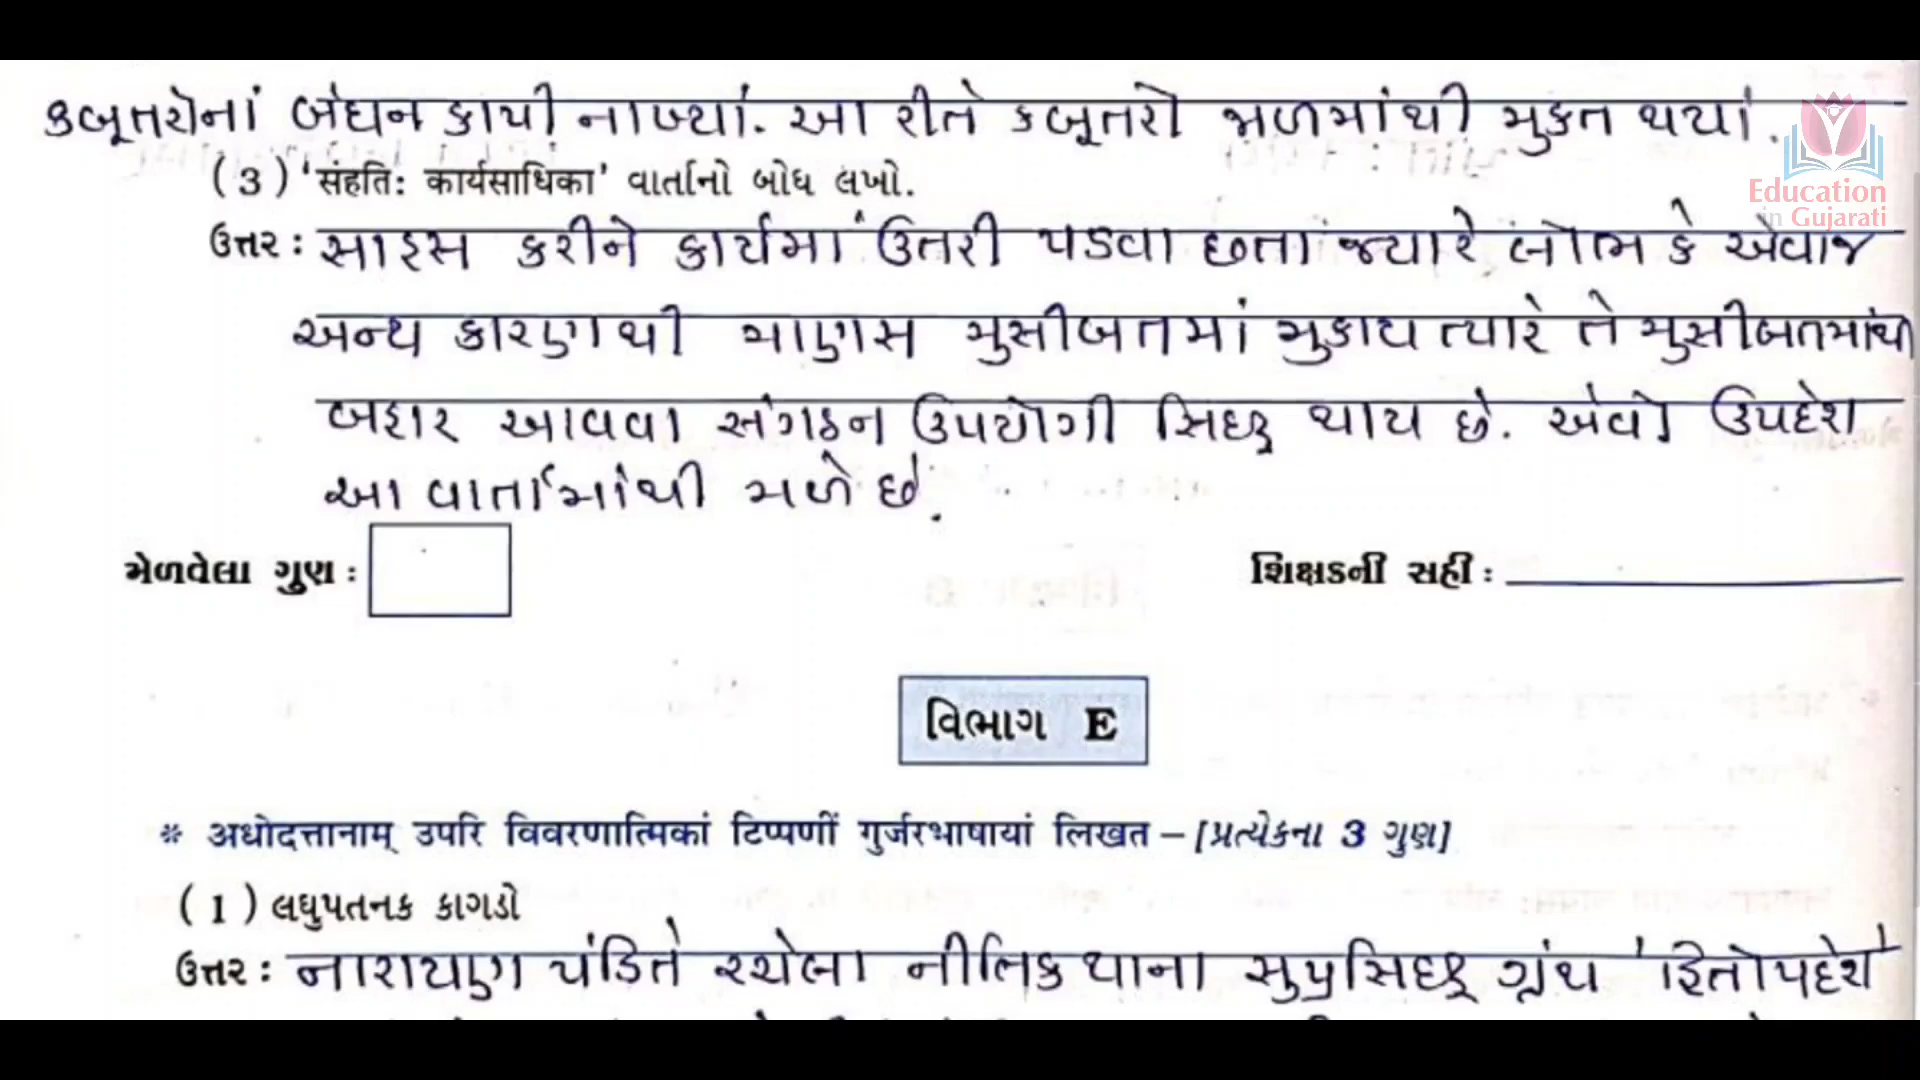 કબૂતરોનાં બંધન કાપી નાખ્યાં. આ રીતે કબૂતરો જાળમાંથી મુક્ત થયાં.
(3) 'संहतिः कार्यसाधिका' વાર્તાનો બોધ લખો.
Education
in Gujarati
ઉત્તર : સાહસ કરીને કાર્યમાં ઉતરી પડવા છતાં જ્યારે લોભ કે એવાજ
અન્ય કારણથી માણસ મુસીબતમાં મુકાય ત્યારે તે મુસીબતમાંથી
બહાર આવવા સંગઠન ઉપયોગી સિધ્ધ થાય છે. એવો ઉપદેશ
આ વાર્તામાંથી મળે છે.
મેળવેલા ગુણ :
શિક્ષકની સહી :
વિભાગ E
* अधोदत्तानाम् उपरि विवरणात्मिकां टिप्पणीं गुर्जरभाषायां लिखत – [પ્રત્યેકના 3 ગુણ]
(1) લઘુપતનક કાગડો
ઉત્તર : નારાયણ પંડિતે રચેલા નીતિકથાના સુપ્રસિધ્ધ ગ્રંથ 'હિતોપદેશ'